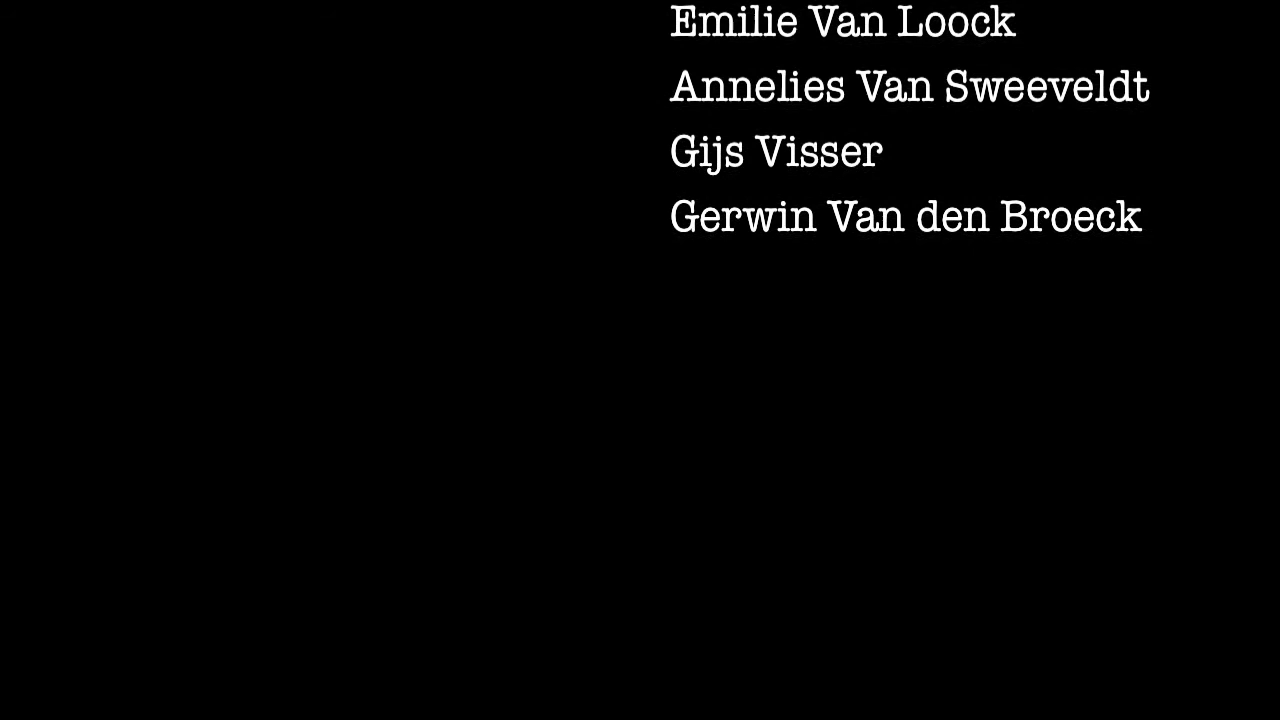 Emilie Van Loock
Annelies Van Sweeveldt
Gijs Visser
Gerwin Van den Broeck